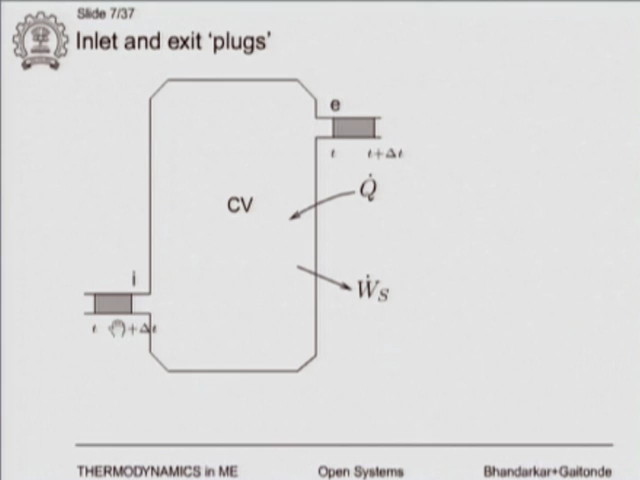 Slide 7/37
Inlet and exit ‘plugs’
e
t t+Δt
Q̇
CV
Ẇ_S
i
t +Δt
THERMODYNAMICS in ME Open Systems Bhandarkar+Gaitonde